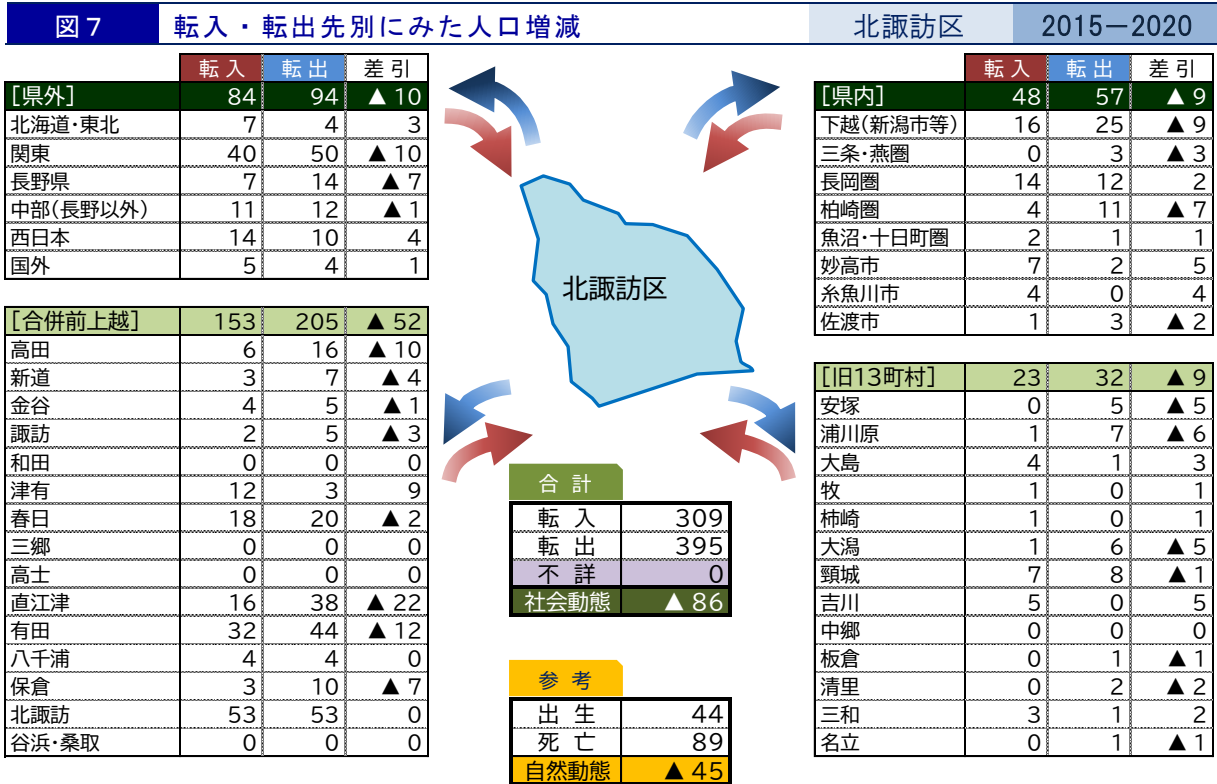 図7 転入・転出先別にみた人口増減 北諏訪区 2015－2020
転入 転出 差引
[県外] 84 94 ▲ 10
北海道・東北 7 4 3
関東 40 50 ▲ 10
長野県 7 14 ▲ 7
中部(長野以外) 11 12 ▲ 1
西日本 14 10 4
国外 5 4 1
[合併前上越] 153 205 ▲ 52
高田 6 16 ▲ 10
新道 3 7 ▲ 4
金谷 4 5 ▲ 1
諏訪 2 5 ▲ 3
和田 0 0 0
津有 12 3 9
春日 18 20 ▲ 2
三郷 0 0 0
高士 0 0 0
直江津 16 38 ▲ 22
有田 32 44 ▲ 12
八千浦 4 4 0
保倉 3 10 ▲ 7
北諏訪 53 53 0
谷浜・桑取 0 0 0
北諏訪区
合計
転入 309
転出 395
不詳 0
社会動態 ▲ 86
参考
出生 44
死亡 89
自然動態 ▲ 45
転入 転出 差引
[県内] 48 57 ▲ 9
下越(新潟市等) 16 25 ▲ 9
三条・燕圏 0 3 ▲ 3
長岡圏 14 12 2
柏崎圏 4 11 ▲ 7
魚沼・十日町圏 2 1 1
妙高市 7 2 5
糸魚川市 4 0 4
佐渡市 1 3 ▲ 2
[旧13町村] 23 32 ▲ 9
安塚 0 5 ▲ 5
浦川原 1 7 ▲ 6
大島 4 1 3
牧 1 0 1
柿崎 1 0 1
大潟 1 6 ▲ 5
頸城 7 8 ▲ 1
吉川 5 0 5
中郷 0 0 0
板倉 0 1 ▲ 1
清里 0 2 ▲ 2
三和 3 1 2
名立 0 1 ▲ 1